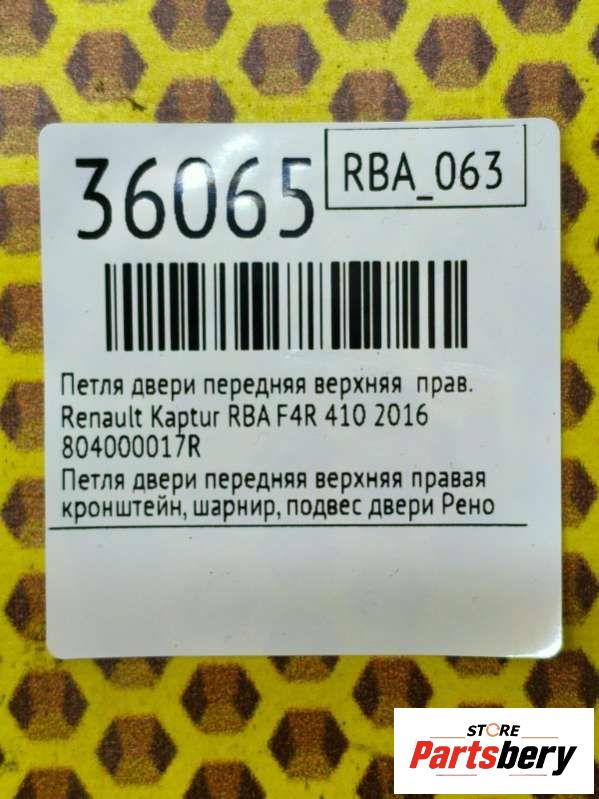 36065
RBA_063
Петля двери передняя верхняя прав.
Renault Kaptur RBA F4R 410 2016
804000017R
Петля двери передняя верхняя правая
кронштейн, шарнир, подвес двери Рено
STORE
Partsbery